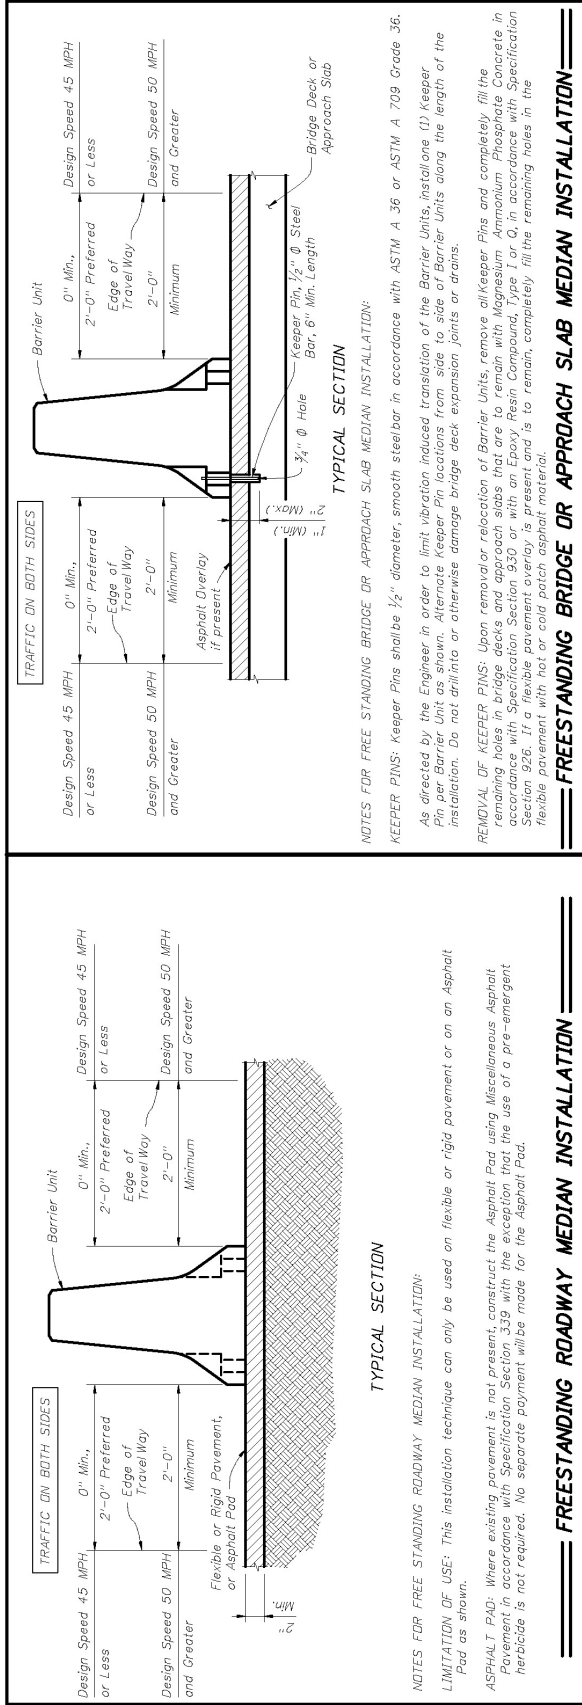 TRAFFIC ON BOTH SIDES
Barrier Unit
Design Speed 45 MPH
or Less
0" Min.,
2'-0" Preferred
0" Min.,
2'-0" Preferred
Design Speed 45 MPH
or Less
Edge of
Travel Way
Edge of
Travel Way
Design Speed 50 MPH
and Greater
2'-0"
Minimum
2'-0"
Minimum
Design Speed 50 MPH
and Greater
Flexible or Rigid Pavement,
or Asphalt Pad
2"
Min.
TYPICAL SECTION
NOTES FOR FREE STANDING ROADWAY MEDIAN INSTALLATION:
LIMITATION OF USE: This installation technique can only be used on flexible or rigid pavement or on an Asphalt
Pad as shown.
ASPHALT PAD: Where existing pavement is not present, construct the Asphalt Pad using Miscellaneous Asphalt
Pavement in accordance with Specification Section 339 with the exception that the use of a pre-emergent
herbicide is not required. No separate payment will be made for the Asphalt Pad.
FREESTANDING ROADWAY MEDIAN INSTALLATION
TRAFFIC ON BOTH SIDES
Barrier Unit
Design Speed 45 MPH
or Less
0" Min.,
2'-0" Preferred
0" Min.,
2'-0" Preferred
Design Speed 45 MPH
or Less
Edge of
Travel Way
Edge of
Travel Way
Design Speed 50 MPH
and Greater
2'-0"
Minimum
2'-0"
Minimum
Design Speed 50 MPH
and Greater
Asphalt Overlay
if present
1" (Min.)
2" (Max.)
3/4" Φ Hole
Keeper Pin, 1/2" Φ Steel
Bar, 6" Min. Length
Bridge Deck or
Approach Slab
TYPICAL SECTION
NOTES FOR FREE STANDING BRIDGE OR APPROACH SLAB MEDIAN INSTALLATION:
KEEPER PINS: Keeper Pins shall be 1/2" diameter, smooth steel bar in accordance with ASTM A 36 or ASTM A 709 Grade 36.
As directed by the Engineer in order to limit vibration induced translation of the Barrier Units, install one (1) Keeper
Pin per Barrier Unit as shown. Alternate Keeper Pin locations from side to side of Barrier Units along the length of the
installation. Do not drill into or otherwise damage bridge deck expansion joints or drains.
REMOVAL OF KEEPER PINS: Upon removal or relocation of Barrier Units, remove all Keeper Pins and completely fill the
remaining holes in bridge decks and approach slabs that are to remain with Magnesium Ammonium Phosphate Concrete in
accordance with Specification Section 930 or with an Epoxy Resin Compound, Type I or Q, in accordance with Specification
Section 926. If a flexible pavement overlay is present and is to remain, completely fill the remaining holes in the
flexible pavement with hot or cold patch asphalt material.
FREESTANDING BRIDGE OR APPROACH SLAB MEDIAN INSTALLATION